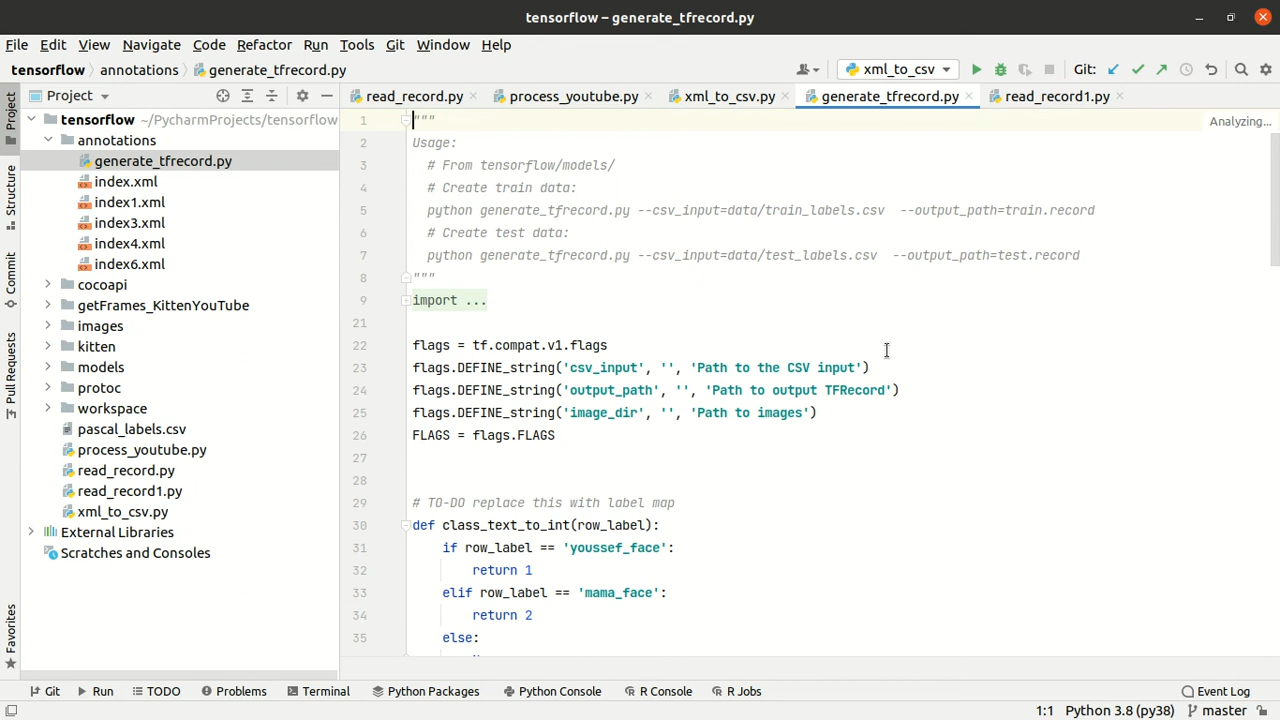 tensorflow – generate_tfrecord.py
File Edit View Navigate Code Refactor Run Tools Git Window Help
tensorflow annotations generate_tfrecord.py xml_to_csv Git:
Project read_record.py process_youtube.py xml_to_csv.py generate_tfrecord.py read_record1.py
Project
Structure
Commit
Pull Requests
Favorites
tensorflow ~/PycharmProjects/tensorflow
annotations
generate_tfrecord.py
index.xml
index1.xml
index3.xml
index4.xml
index6.xml
cocoapi
getFrames_KittenYouTube
images
kitten
models
protoc
workspace
pascal_labels.csv
process_youtube.py
read_record.py
read_record1.py
xml_to_csv.py
External Libraries
Scratches and Consoles
Analyzing...
1 """
2 Usage:
3 # From tensorflow/models/
4 # Create train data:
5 python generate_tfrecord.py --csv_input=data/train_labels.csv --output_path=train.record
6 # Create test data:
7 python generate_tfrecord.py --csv_input=data/test_labels.csv --output_path=test.record
8 """
9 import ...
21
22 flags = tf.compat.v1.flags
23 flags.DEFINE_string('csv_input', '', 'Path to the CSV input')
24 flags.DEFINE_string('output_path', '', 'Path to output TFRecord')
25 flags.DEFINE_string('image_dir', '', 'Path to images')
26 FLAGS = flags.FLAGS
27
28
29 # TO-DO replace this with label map
30 def class_text_to_int(row_label):
31 if row_label == 'youssef_face':
32 return 1
33 elif row_label == 'mama_face':
34 return 2
35 else:
Git Run TODO Problems Terminal Python Packages Python Console R Console R Jobs Event Log
1:1 Python 3.8 (py38) master